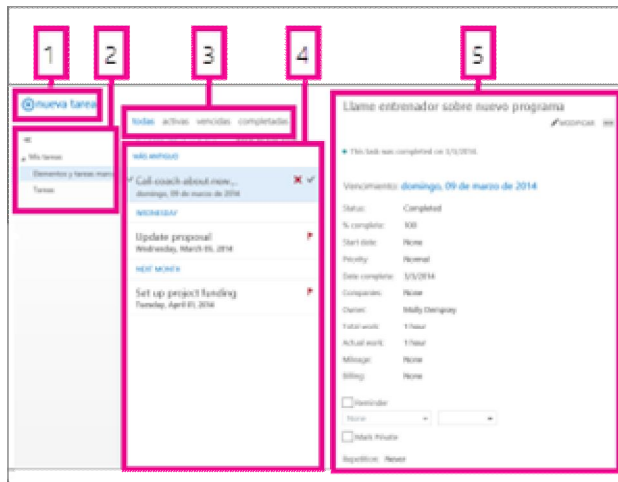 1
2
3
4
5
nueva tarea
«
Mis tareas
Elementos y tareas marc
Tareas
todas activas vencidas completadas
MÁS ANTIGUO
Call coach about new...
domingo, 09 de marzo de 2014
WEDNESDAY
Update proposal
Wednesday, March 05, 2014
NEXT MONTH
Set up project funding
Tuesday, April 01, 2014
Llame entrenador sobre nuevo programa
MODIFICAR
This task was completed on 3/3/2014.
Vencimiento: domingo, 09 de marzo de 2014
Status: Completed
% complete: 100
Start date: None
Priority: Normal
Date complete: 3/3/2014
Companies: None
Owner: Molly Dempsey
Total work: 1 hour
Actual work: 1 hour
Mileage: None
Billing: None
Reminder
None
Mark Private
Repetition: Never